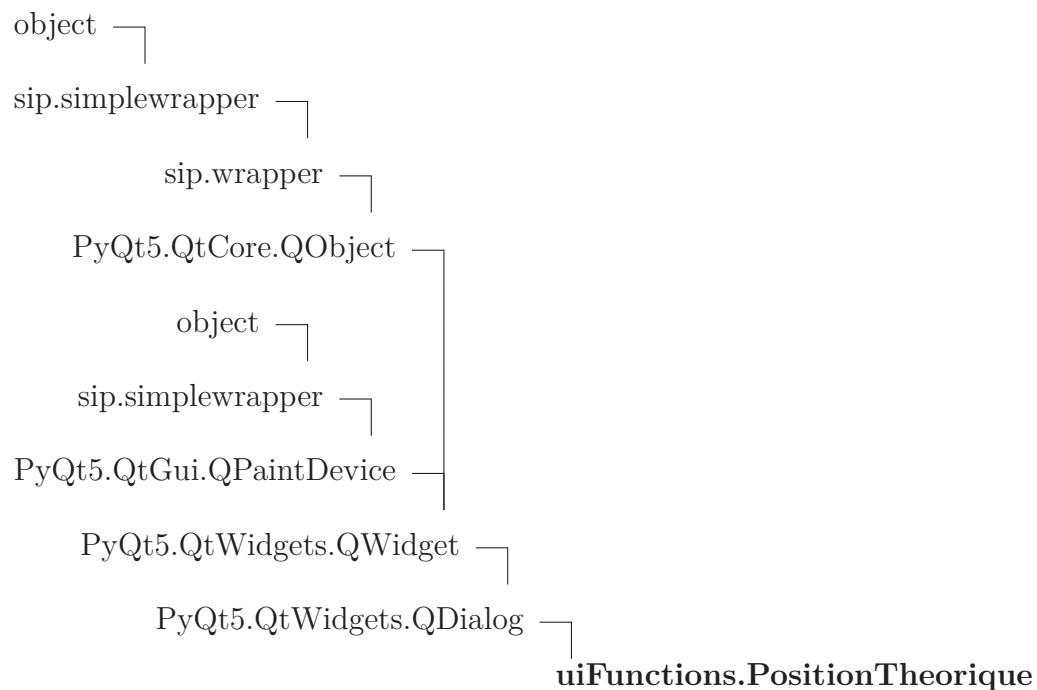 object
sip.simplewrapper
sip.wrapper
PyQt5.QtCore.QObject
object
sip.simplewrapper
PyQt5.QtGui.QPaintDevice
PyQt5.QtWidgets.QWidget
PyQt5.QtWidgets.QDialog
uiFunctions.PositionTheorique